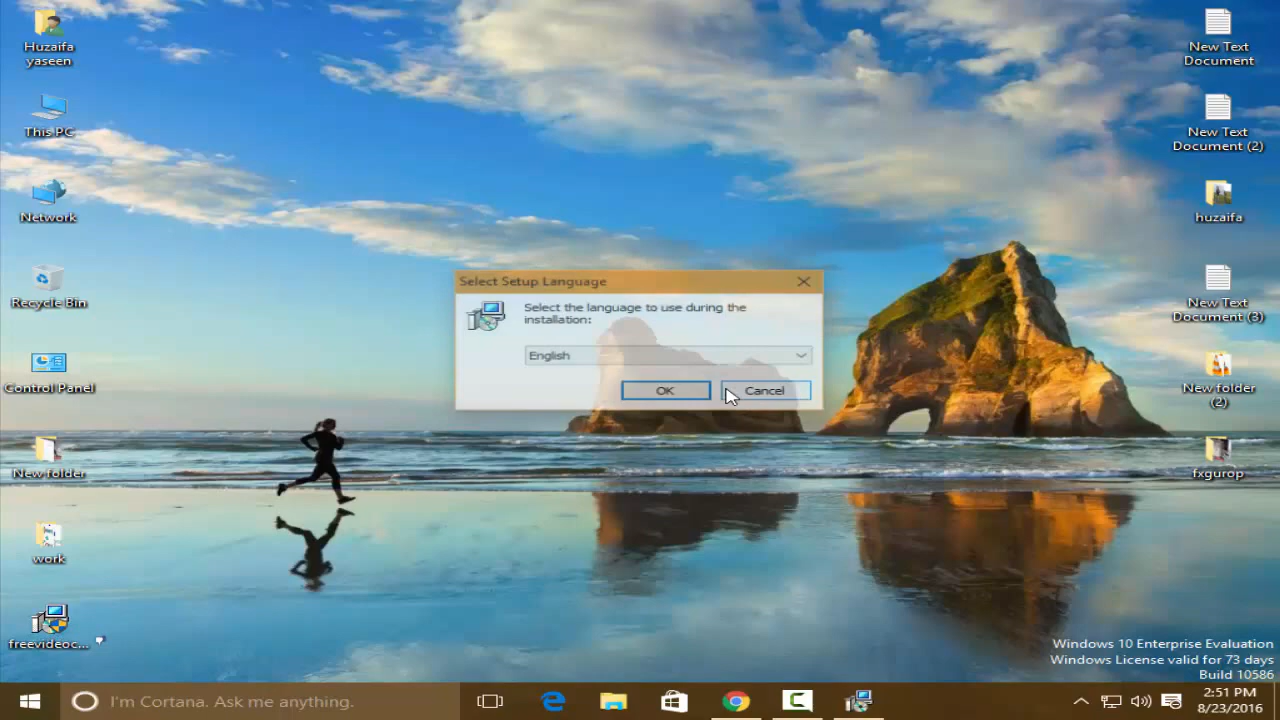 Huzaifa
yaseen
This PC
Network
Recycle Bin
Control Panel
New folder
work
freevideoc...
Select Setup Language
Select the language to use during the
installation:
English
OK
Cancel
New Text
Document
New Text
Document (2)
huzaifa
New Text
Document (3)
New folder
(2)
fxgurop
Windows 10 Enterprise Evaluation
Windows License valid for 73 days
Build 10586
I'm Cortana. Ask me anything.
2:51 PM
8/23/2016